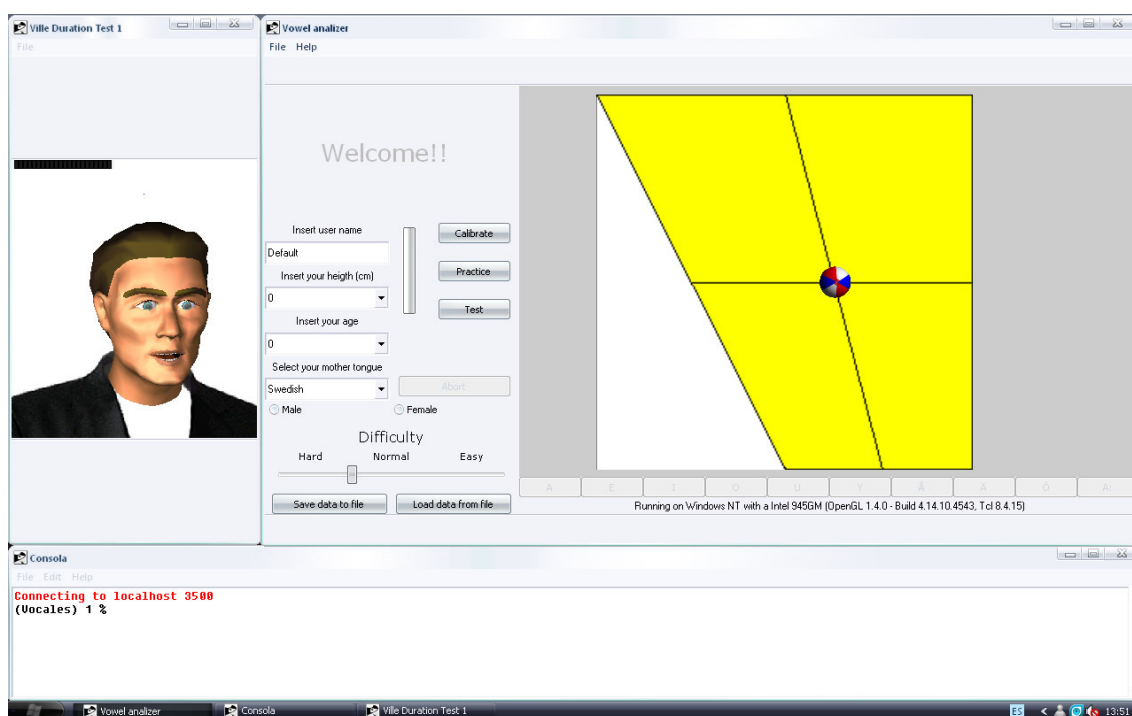 Ville Duration Test 1
File
Vowel analizer
File Help
Welcome!!
Insert user name
Default
Insert your heigth (cm)
0
Insert your age
0
Select your mother tongue
Swedish
Male
Female
Calibrate
Practice
Test
Abort
Difficulty
Hard Normal Easy
Save data to file
Load data from file
A E I O U Y Å Ä Ö A:
Running on Windows NT with a Intel 945GM (OpenGL 1.4.0 - Build 4.14.10.4543, Tcl 8.4.15)
Consola
File Edit Help
Connecting to localhost 3500
(Vocales) 1 %
Vowel analizer
Consola
Ville Duration Test 1
ES
13:51